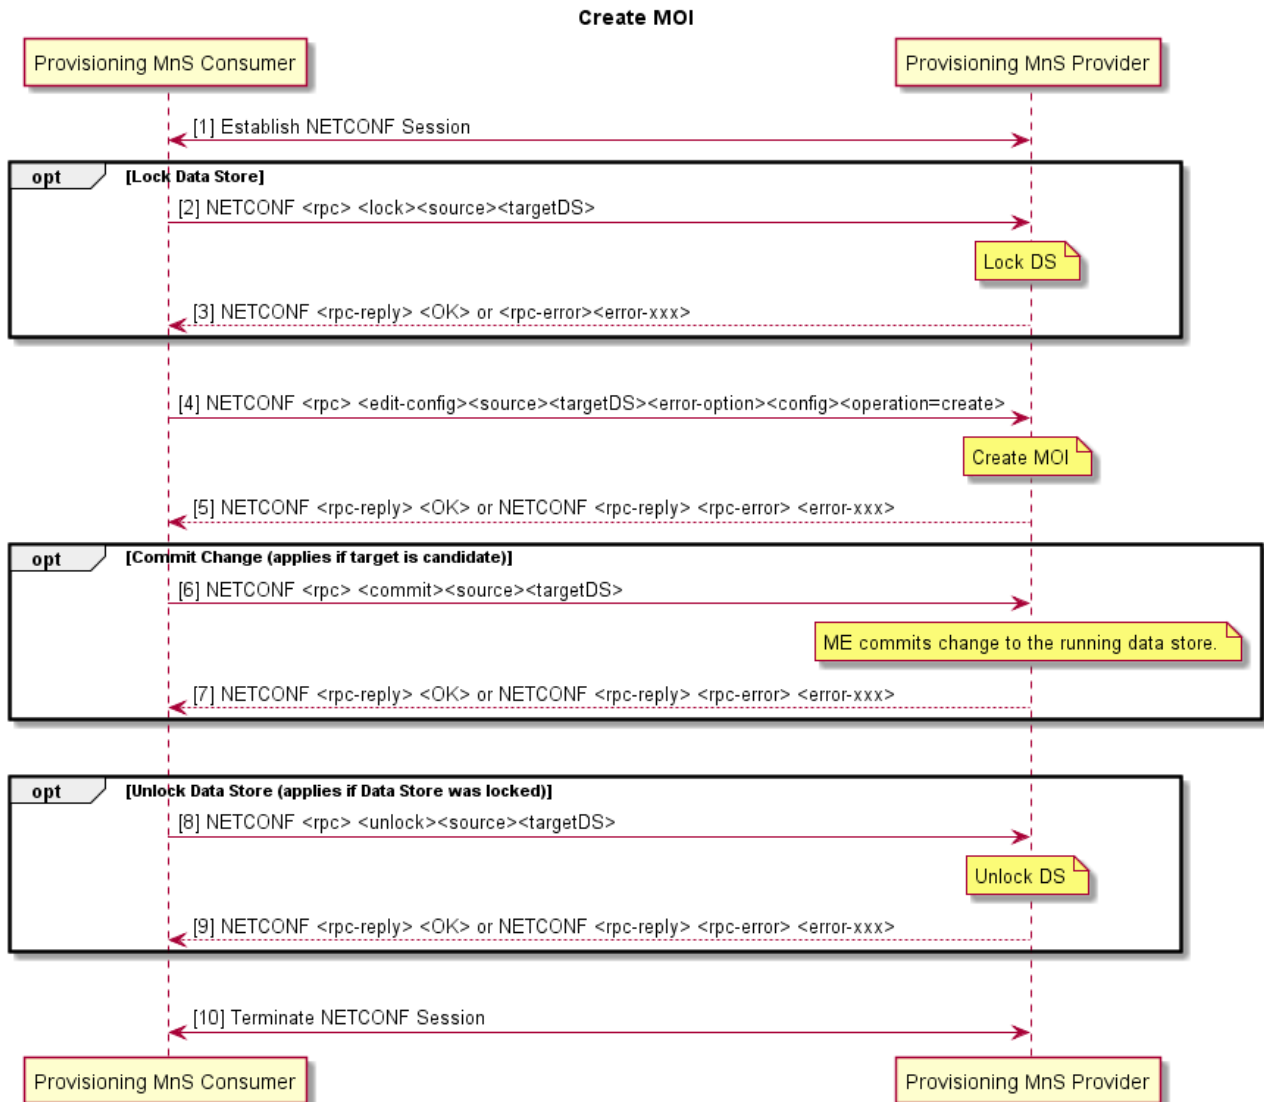 Create MOI
Provisioning MnS Consumer
Provisioning MnS Provider
[1] Establish NETCONF Session
opt
[Lock Data Store]
[2] NETCONF <rpc> <lock><source><targetDS>
Lock DS
[3] NETCONF <rpc-reply> <OK> or <rpc-error><error-xxx>
[4] NETCONF <rpc> <edit-config><source><targetDS><error-option><config><operation=create>
Create MOI
[5] NETCONF <rpc-reply> <OK> or NETCONF <rpc-reply> <rpc-error> <error-xxx>
opt
[Commit Change (applies if target is candidate)]
[6] NETCONF <rpc> <commit><source><targetDS>
ME commits change to the running data store.
[7] NETCONF <rpc-reply> <OK> or NETCONF <rpc-reply> <rpc-error> <error-xxx>
opt
[Unlock Data Store (applies if Data Store was locked)]
[8] NETCONF <rpc> <unlock><source><targetDS>
Unlock DS
[9] NETCONF <rpc-reply> <OK> or NETCONF <rpc-reply> <rpc-error> <error-xxx>
[10] Terminate NETCONF Session
Provisioning MnS Consumer
Provisioning MnS Provider